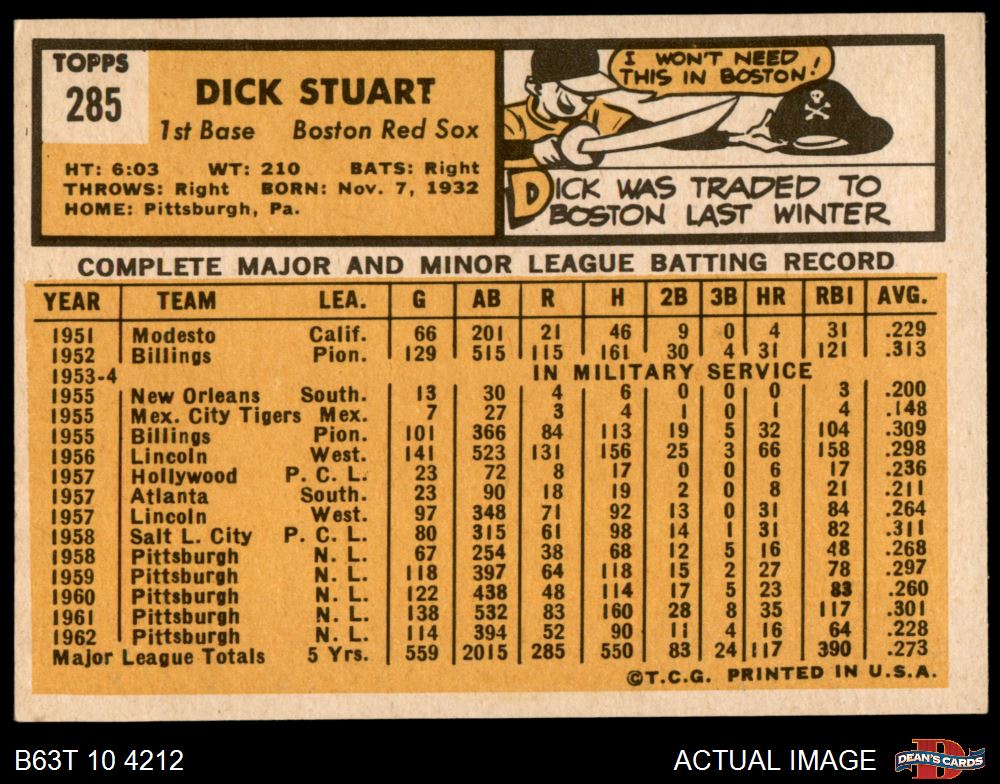 TOPPS
285
DICK STUART
1st Base Boston Red Sox
HT: 6:03 WT: 210 BATS: Right
THROWS: Right BORN: Nov. 7, 1932
HOME: Pittsburgh, Pa.
I WON'T NEED
THIS IN BOSTON!
DICK WAS TRADED TO
BOSTON LAST WINTER
COMPLETE MAJOR AND MINOR LEAGUE BATTING RECORD
YEAR TEAM LEA. G AB R H 2B 3B HR RBI AVG.
1951 Modesto Calif. 66 201 21 46 9 0 4 31 .229
1952 Billings Pion. 129 515 115 161 30 4 31 121 .313
1953-4 IN MILITARY SERVICE
1955 New Orleans South. 13 30 4 6 0 0 0 3 .200
1955 Mex. City Tigers Mex. 7 27 3 4 1 0 1 4 .148
1955 Billings Pion. 101 366 84 113 19 5 32 104 .309
1956 Lincoln West. 141 523 131 156 25 3 66 158 .298
1957 Hollywood P. C. L. 23 72 8 17 0 0 6 17 .236
1957 Atlanta South. 23 90 18 19 2 0 8 21 .211
1957 Lincoln West. 97 348 71 92 13 0 31 84 .264
1958 Salt L. City P. C. L. 80 315 61 98 14 1 31 82 .311
1958 Pittsburgh N. L. 67 254 38 68 12 5 16 48 .268
1959 Pittsburgh N. L. 118 397 64 118 15 2 27 78 .297
1960 Pittsburgh N. L. 122 438 48 114 17 5 23 83 .260
1961 Pittsburgh N. L. 138 532 83 160 28 8 35 117 .301
1962 Pittsburgh N. L. 114 394 52 90 11 4 16 64 .228
Major League Totals 5 Yrs. 559 2015 285 550 83 24 117 390 .273
©T.C.G. PRINTED IN U.S.A.
B63T 10 4212
ACTUAL IMAGE
DEAN'S CARDS